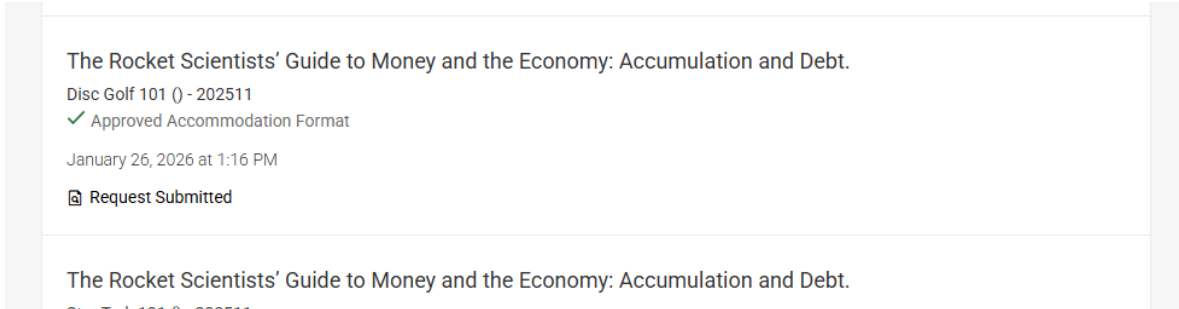 The Rocket Scientists’ Guide to Money and the Economy: Accumulation and Debt.
Disc Golf 101 () - 202511
Approved Accommodation Format
January 26, 2026 at 1:16 PM
Request Submitted
The Rocket Scientists’ Guide to Money and the Economy: Accumulation and Debt.